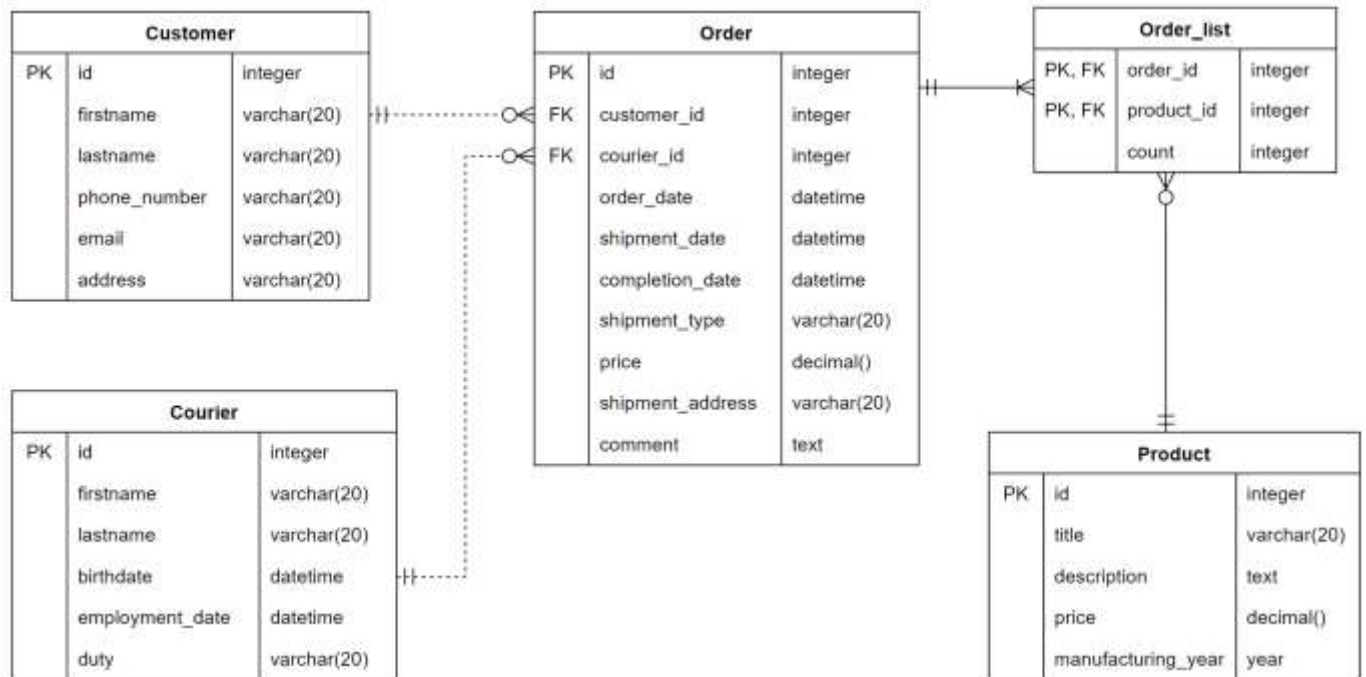 Customer
PK id integer
firstname varchar(20)
lastname varchar(20)
phone_number varchar(20)
email varchar(20)
address varchar(20)
Order
PK id integer
FK customer_id integer
FK courier_id integer
order_date datetime
shipment_date datetime
completion_date datetime
shipment_type varchar(20)
price decimal()
shipment_address varchar(20)
comment text
Order_list
PK, FK order_id integer
PK, FK product_id integer
count integer
Courier
PK id integer
firstname varchar(20)
lastname varchar(20)
birthdate datetime
employment_date datetime
duty varchar(20)
Product
PK id integer
title varchar(20)
description text
price decimal()
manufacturing_year year